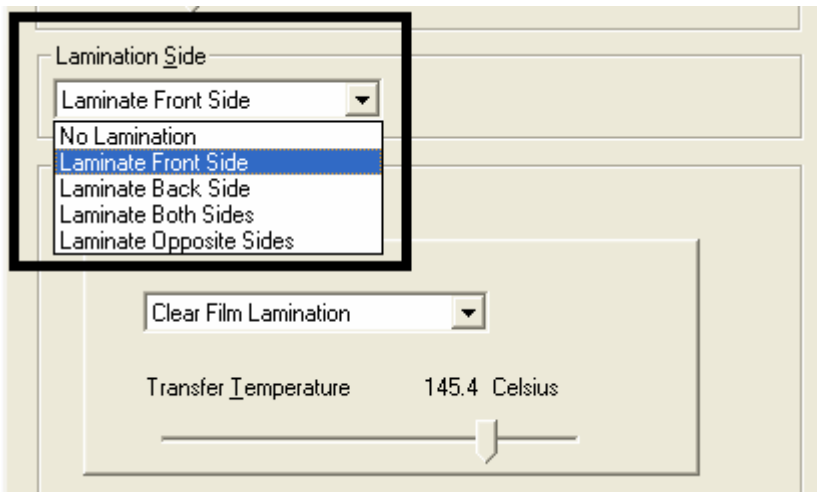 Lamination Side
Laminate Front Side
No Lamination
Laminate Front Side
Laminate Back Side
Laminate Both Sides
Laminate Opposite Sides
Clear Film Lamination
Transfer Temperature 145.4 Celsius